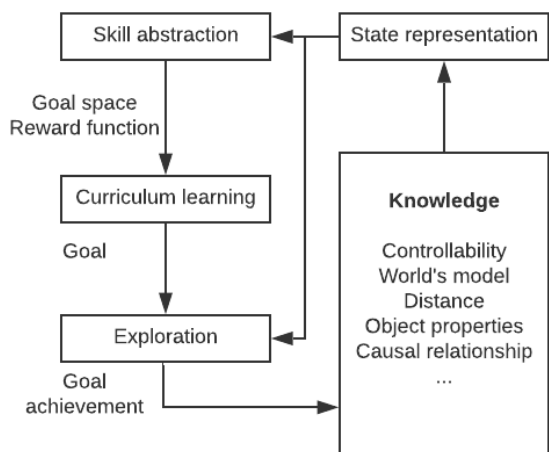 Skill abstraction
State representation
Goal space
Reward function
Curriculum learning
Goal
Exploration
Goal
achievement
Knowledge
Controllability
World's model
Distance
Object properties
Causal relationship
...